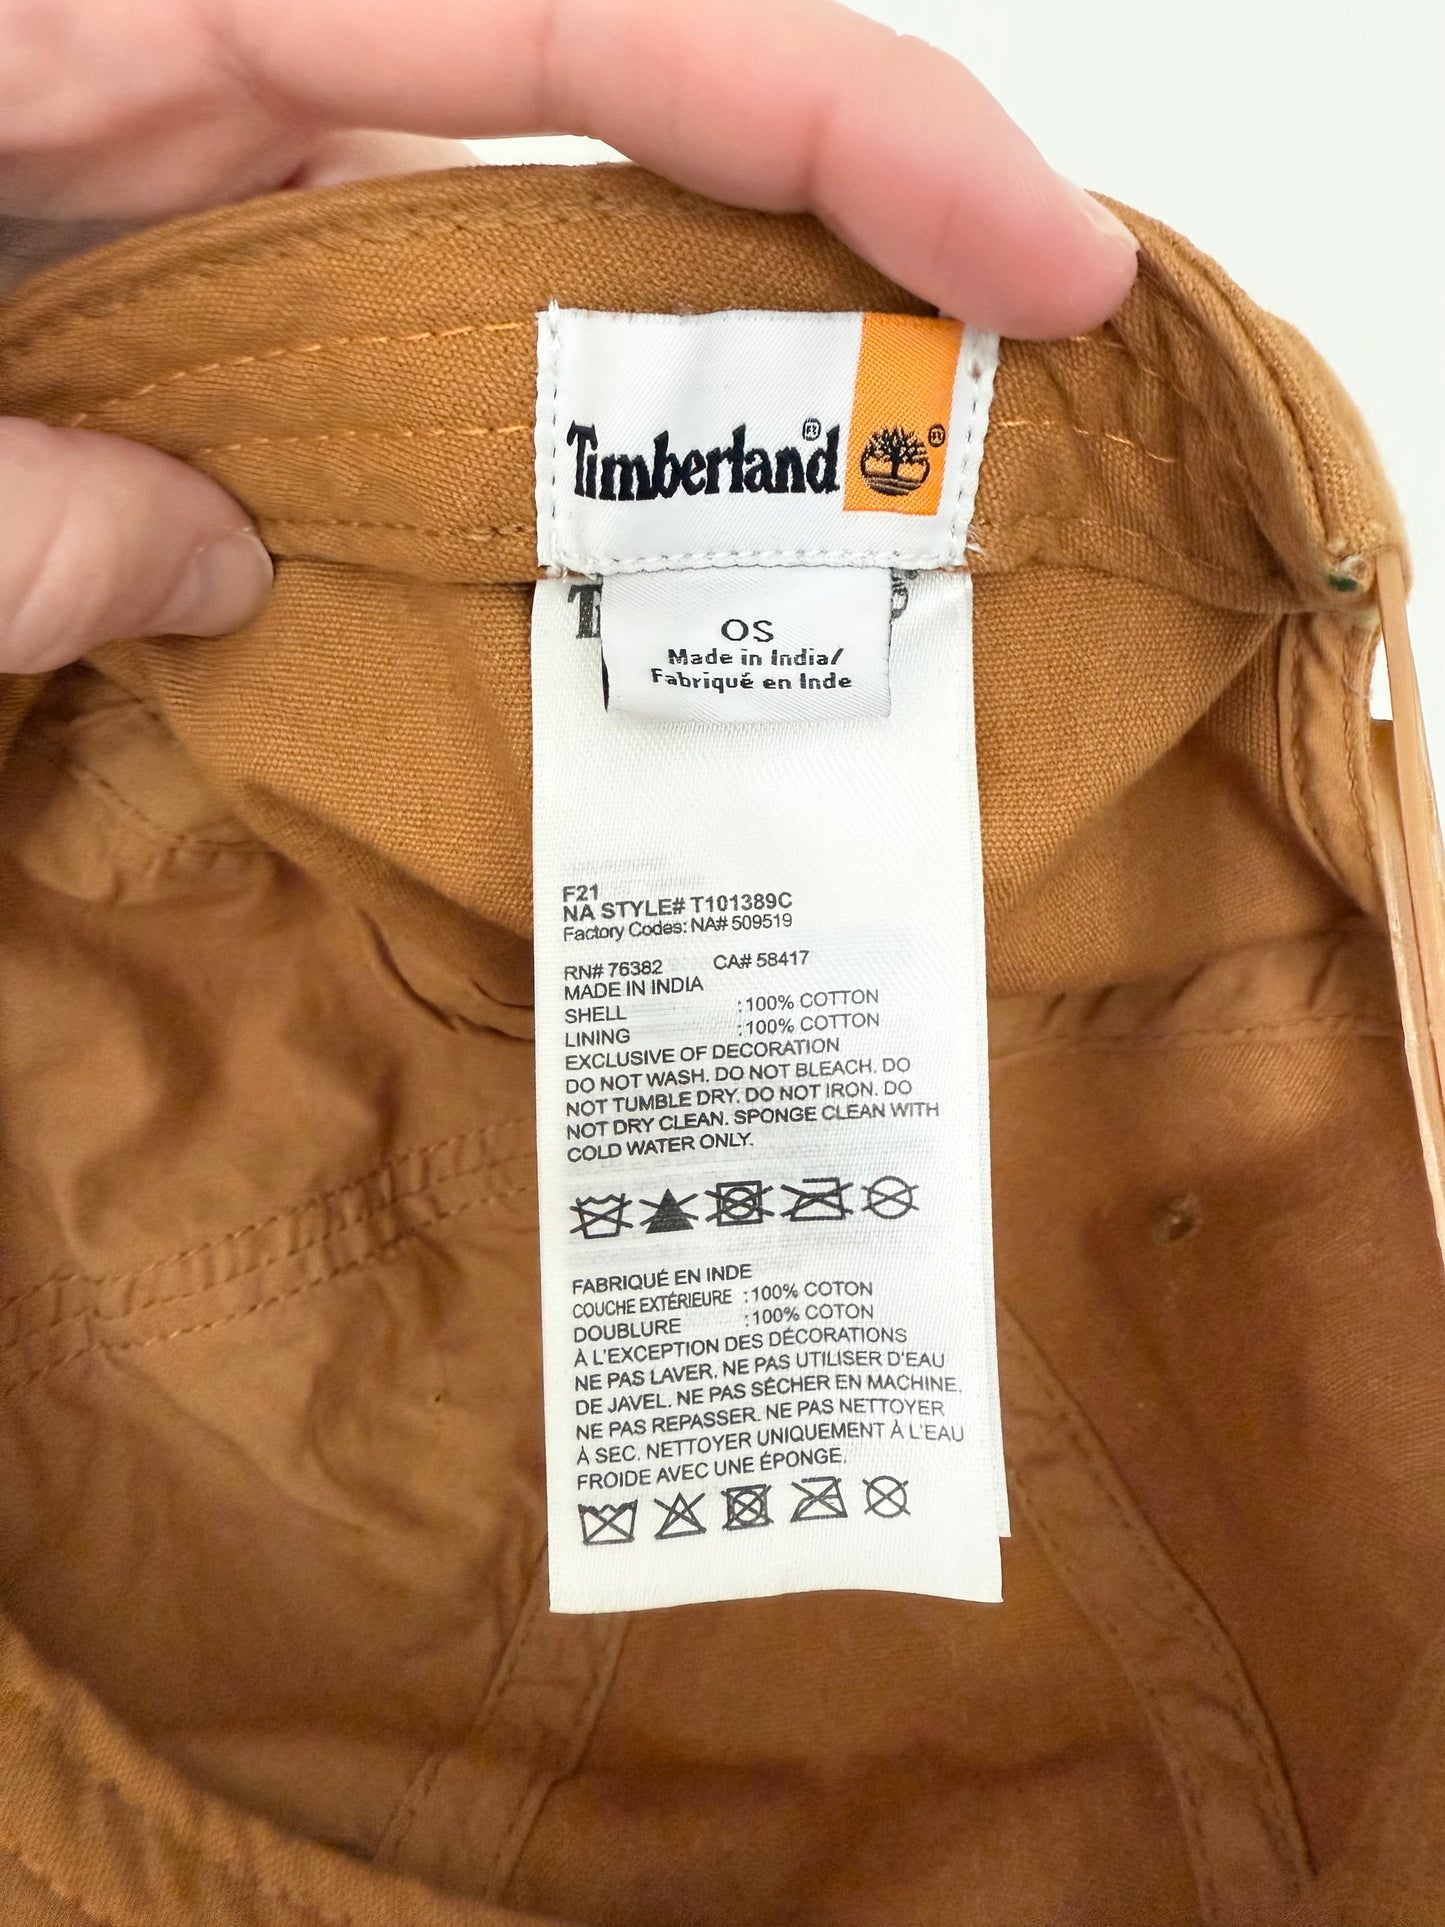 Timberland®
OS
Made in India/
Fabriqué en Inde
F21
NA STYLE# T101389C
Factory Codes: NA# 509519
RN# 76382 CA# 58417
MADE IN INDIA
SHELL :100% COTTON
LINING :100% COTTON
EXCLUSIVE OF DECORATION
DO NOT WASH. DO NOT BLEACH. DO
NOT TUMBLE DRY. DO NOT IRON. DO
NOT DRY CLEAN. SPONGE CLEAN WITH
COLD WATER ONLY.
FABRIQUÉ EN INDE
COUCHE EXTÉRIEURE :100% COTON
DOUBLURE :100% COTON
À L'EXCEPTION DES DÉCORATIONS
NE PAS LAVER. NE PAS UTILISER D'EAU
DE JAVEL. NE PAS SÉCHER EN MACHINE.
NE PAS REPASSER. NE PAS NETTOYER
À SEC. NETTOYER UNIQUEMENT À L'EAU
FROIDE AVEC UNE ÉPONGE.